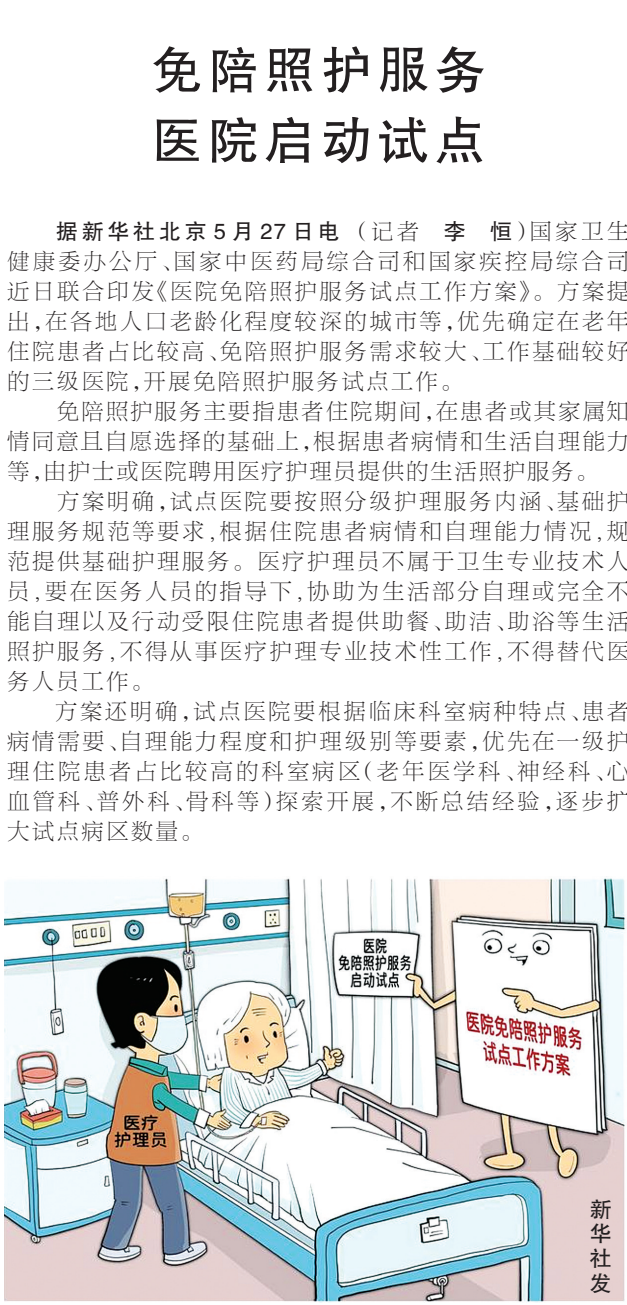 免陪照护服务
医院启动试点
据新华社北京5月27日电（记者 李 恒）国家卫生
健康委办公厅、国家中医药局综合司和国家疾控局综合司
近日联合印发《医院免陪照护服务试点工作方案》。方案提
出，在各地人口老龄化程度较深的城市等，优先确定在老年
住院患者占比较高、免陪照护服务需求较大、工作基础较好
的三级医院，开展免陪照护服务试点工作。
免陪照护服务主要指患者住院期间，在患者或其家属知
情同意且自愿选择的基础上，根据患者病情和生活自理能力
等，由护士或医院聘用医疗护理员提供的生活照护服务。
方案明确，试点医院要按照分级护理服务内涵、基础护
理服务规范等要求，根据住院患者病情和自理能力情况，规
范提供基础护理服务。医疗护理员不属于卫生专业技术人
员，要在医务人员的指导下，协助为生活部分自理或完全不
能自理以及行动受限住院患者提供助餐、助洁、助浴等生活
照护服务，不得从事医疗护理专业技术性工作，不得替代医
务人员工作。
方案还明确，试点医院要根据临床科室病种特点、患者
病情需要、自理能力程度和护理级别等要素，优先在一级护
理住院患者占比较高的科室病区（老年医学科、神经科、心
血管科、普外科、骨科等）探索开展，不断总结经验，逐步扩
大试点病区数量。
医院
免陪照护服务
启动试点
医院免陪照护服务
试点工作方案
医疗
护理员
新华社发